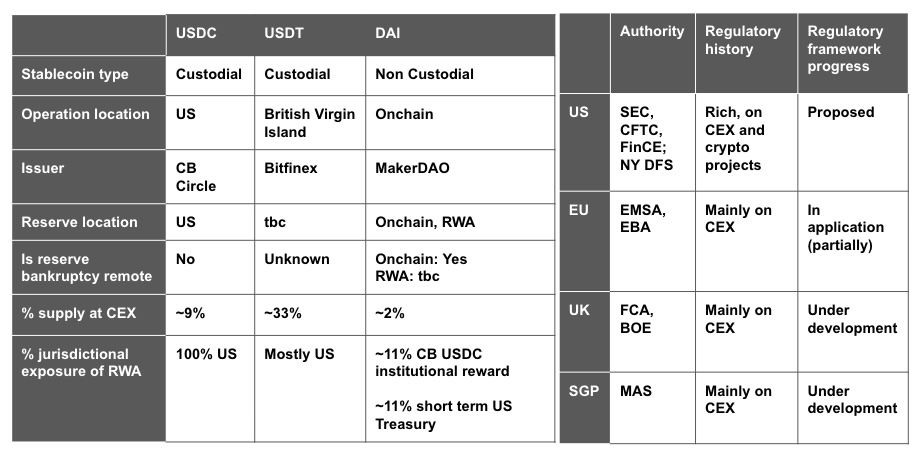 USDC USDT DAI
Stablecoin type Custodial Custodial Non Custodial
Operation location US British Virgin
Island Onchain
Issuer CB
Circle Bitfinex MakerDAO
Reserve location US tbc Onchain, RWA
Is reserve
bankruptcy remote No Unknown Onchain: Yes
RWA: tbc
% supply at CEX ~9% ~33% ~2%
% jurisdictional
exposure of RWA 100% US Mostly US ~11% CB USDC
institutional reward
~11% short term US
Treasury
Authority Regulatory
history Regulatory
framework
progress
US SEC,
CFTC,
FinCE;
NY DFS Rich, on
CEX and
crypto
projects Proposed
EU EMSA,
EBA Mainly on
CEX In
application
(partially)
UK FCA,
BOE Mainly on
CEX Under
development
SGP MAS Mainly on
CEX Under
development